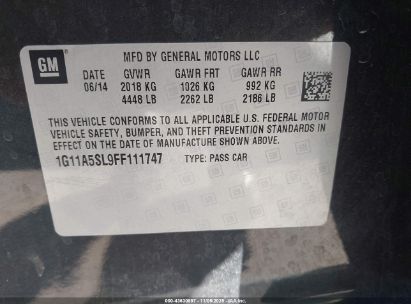 MFD BY GENERAL MOTORS LLC
GM
DATE GVWR GAWR FRT GAWR RR
06/14 2018 KG 1026 KG 992 KG
4448 LB 2262 LB 2186 LB
THIS VEHICLE CONFORMS TO ALL APPLICABLE U.S. FEDERAL MOTOR
VEHICLE SAFETY, BUMPER, AND THEFT PREVENTION STANDARDS IN
EFFECT ON THE DATE OF MANUFACTURE SHOWN ABOVE.
1G11A5SL9FF111747 TYPE: PASS CAR